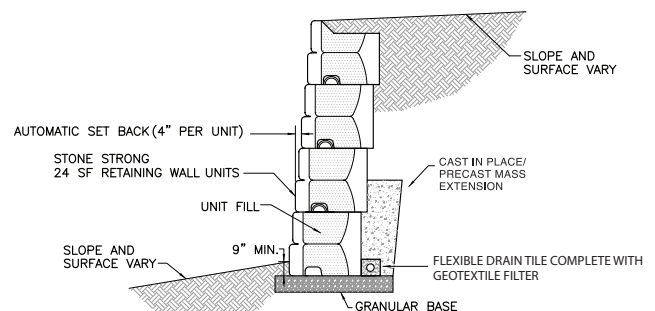 SLOPE AND
SURFACE VARY
AUTOMATIC SET BACK (4" PER UNIT)
STONE STRONG
24 SF RETAINING WALL UNITS
CAST IN PLACE/
PRECAST MASS
EXTENSION
UNIT FILL
SLOPE AND
SURFACE VARY
9" MIN.
FLEXIBLE DRAIN TILE COMPLETE WITH
GEOTEXTILE FILTER
GRANULAR BASE